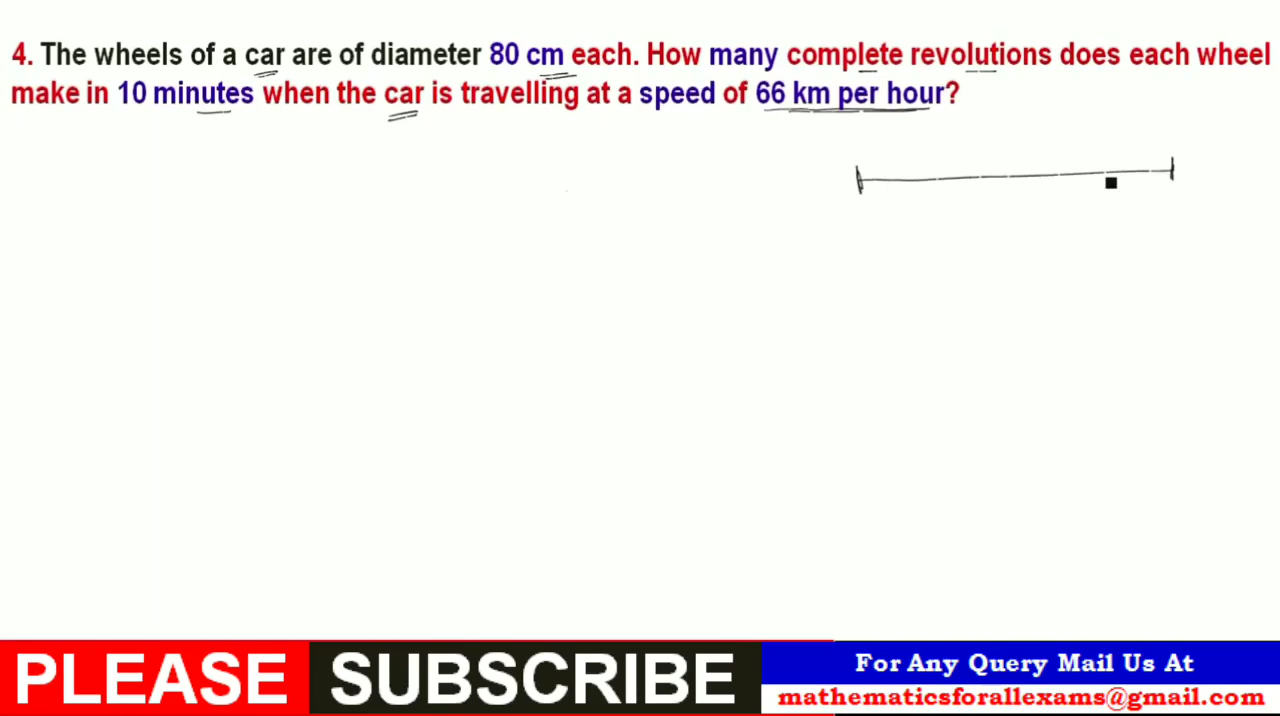 4. The wheels of a car are of diameter 80 cm each. How many complete revolutions does each wheel
make in 10 minutes when the car is travelling at a speed of 66 km per hour?
PLEASE SUBSCRIBE
For Any Query Mail Us At
mathematicsforallexams@gmail.com